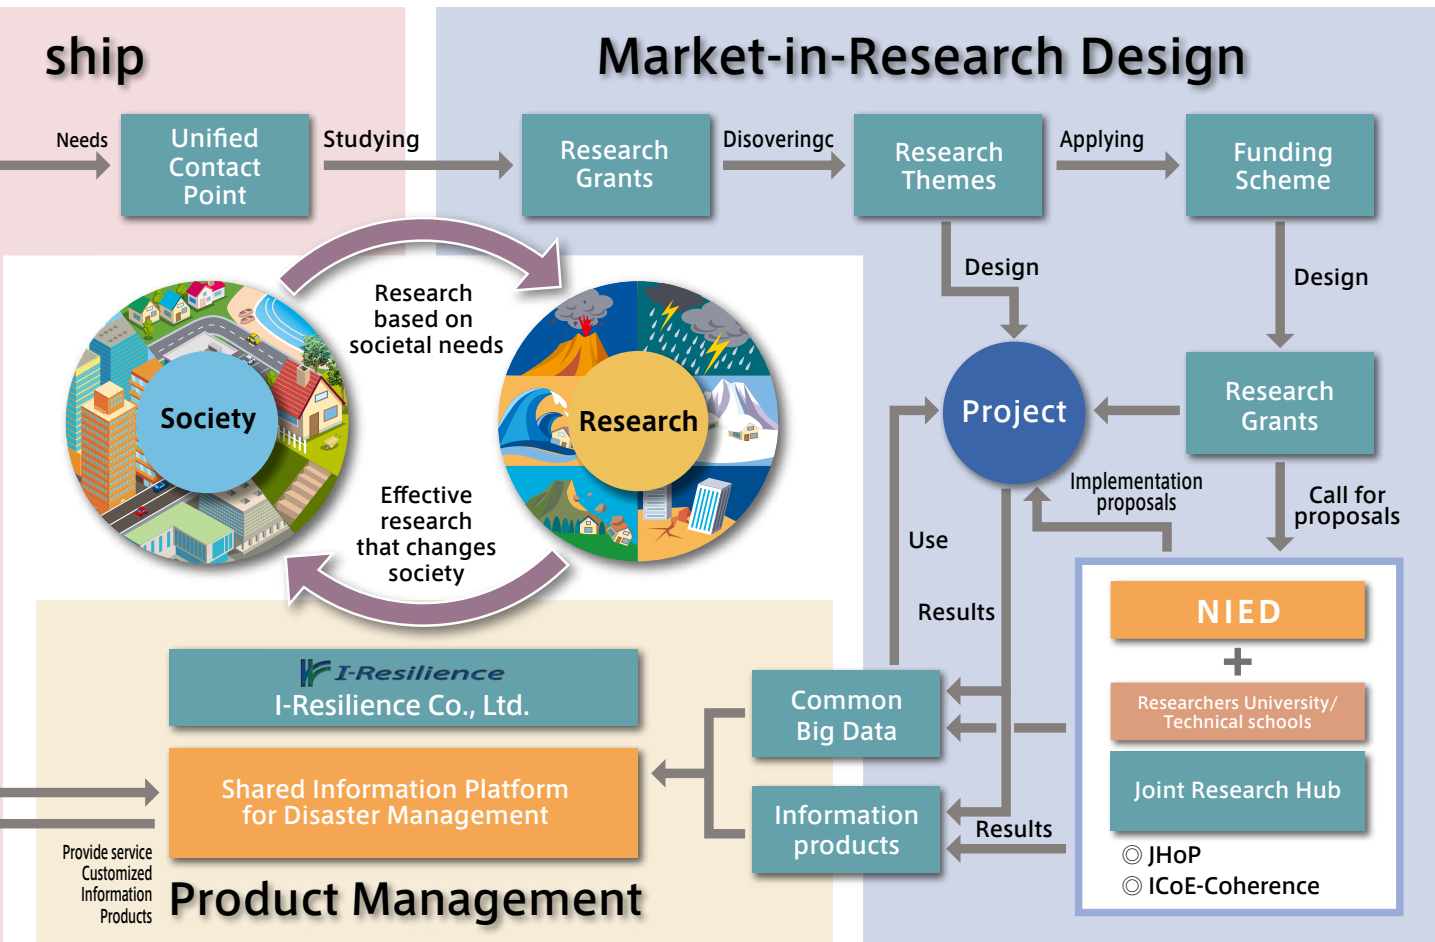 ship
Market-in-Research Design
Needs
Unified
Contact
Point
Studying
Research
Grants
Disoveringc
Research
Themes
Applying
Funding
Scheme
Design
Design
Research
based on
societal needs
Society
Research
Effective
research
that changes
society
Project
Research
Grants
Implementation
proposals
Call for
proposals
Use
Results
NIED
+
Researchers University/
Technical schools
Joint Research Hub
◎ JHoP
◎ ICoE-Coherence
I-Resilience
I-Resilience Co., Ltd.
Common
Big Data
Shared Information Platform
for Disaster Management
Information
products
Results
Provide service
Customized
Information
Products
Product Management